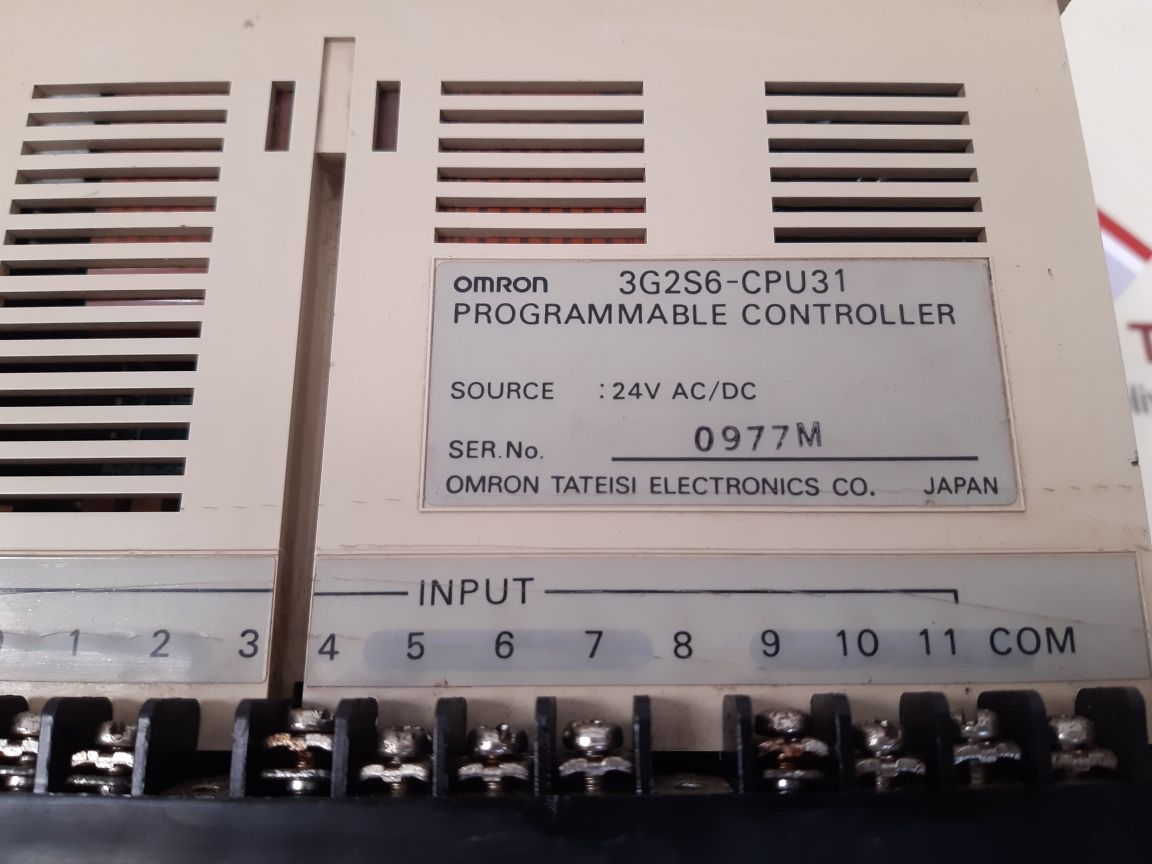 OMRON 3G2S6-CPU31
PROGRAMMABLE CONTROLLER
SOURCE : 24V AC/DC
SER.No. 0977M
OMRON TATEISI ELECTRONICS CO. JAPAN
INPUT
1 2 3 4 5 6 7 8 9 10 11 COM